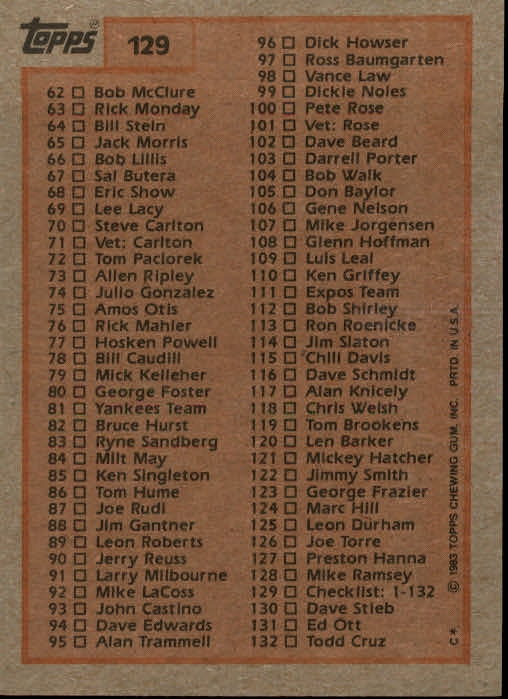 Topps®
129
62 Bob McClure
63 Rick Monday
64 Bill Stein
65 Jack Morris
66 Bob Lillis
67 Sal Butera
68 Eric Show
69 Lee Lacy
70 Steve Carlton
71 Vet: Carlton
72 Tom Paciorek
73 Allen Ripley
74 Julio Gonzalez
75 Amos Otis
76 Rick Mahler
77 Hosken Powell
78 Bill Caudill
79 Mick Kelleher
80 George Foster
81 Yankees Team
82 Bruce Hurst
83 Ryne Sandberg
84 Milt May
85 Ken Singleton
86 Tom Hume
87 Joe Rudi
88 Jim Gantner
89 Leon Roberts
90 Jerry Reuss
91 Larry Milbourne
92 Mike LaCoss
93 John Castino
94 Dave Edwards
95 Alan Trammell
96 Dick Howser
97 Ross Baumgarten
98 Vance Law
99 Dickie Noles
100 Pete Rose
101 Vet: Rose
102 Dave Beard
103 Darrell Porter
104 Bob Walk
105 Don Baylor
106 Gene Nelson
107 Mike Jorgensen
108 Glenn Hoffman
109 Luis Leal
110 Ken Griffey
111 Expos Team
112 Bob Shirley
113 Ron Roenicke
114 Jim Slaton
115 Chili Davis
116 Dave Schmidt
117 Alan Knicely
118 Chris Welsh
119 Tom Brookens
120 Len Barker
121 Mickey Hatcher
122 Jimmy Smith
123 George Frazier
124 Marc Hill
125 Leon Durham
126 Joe Torre
127 Preston Hanna
128 Mike Ramsey
129 Checklist: 1-132
130 Dave Stieb
131 Ed Ott
132 Todd Cruz
C* © 1983 TOPPS CHEWING GUM, INC. PRTD. IN U.S.A.